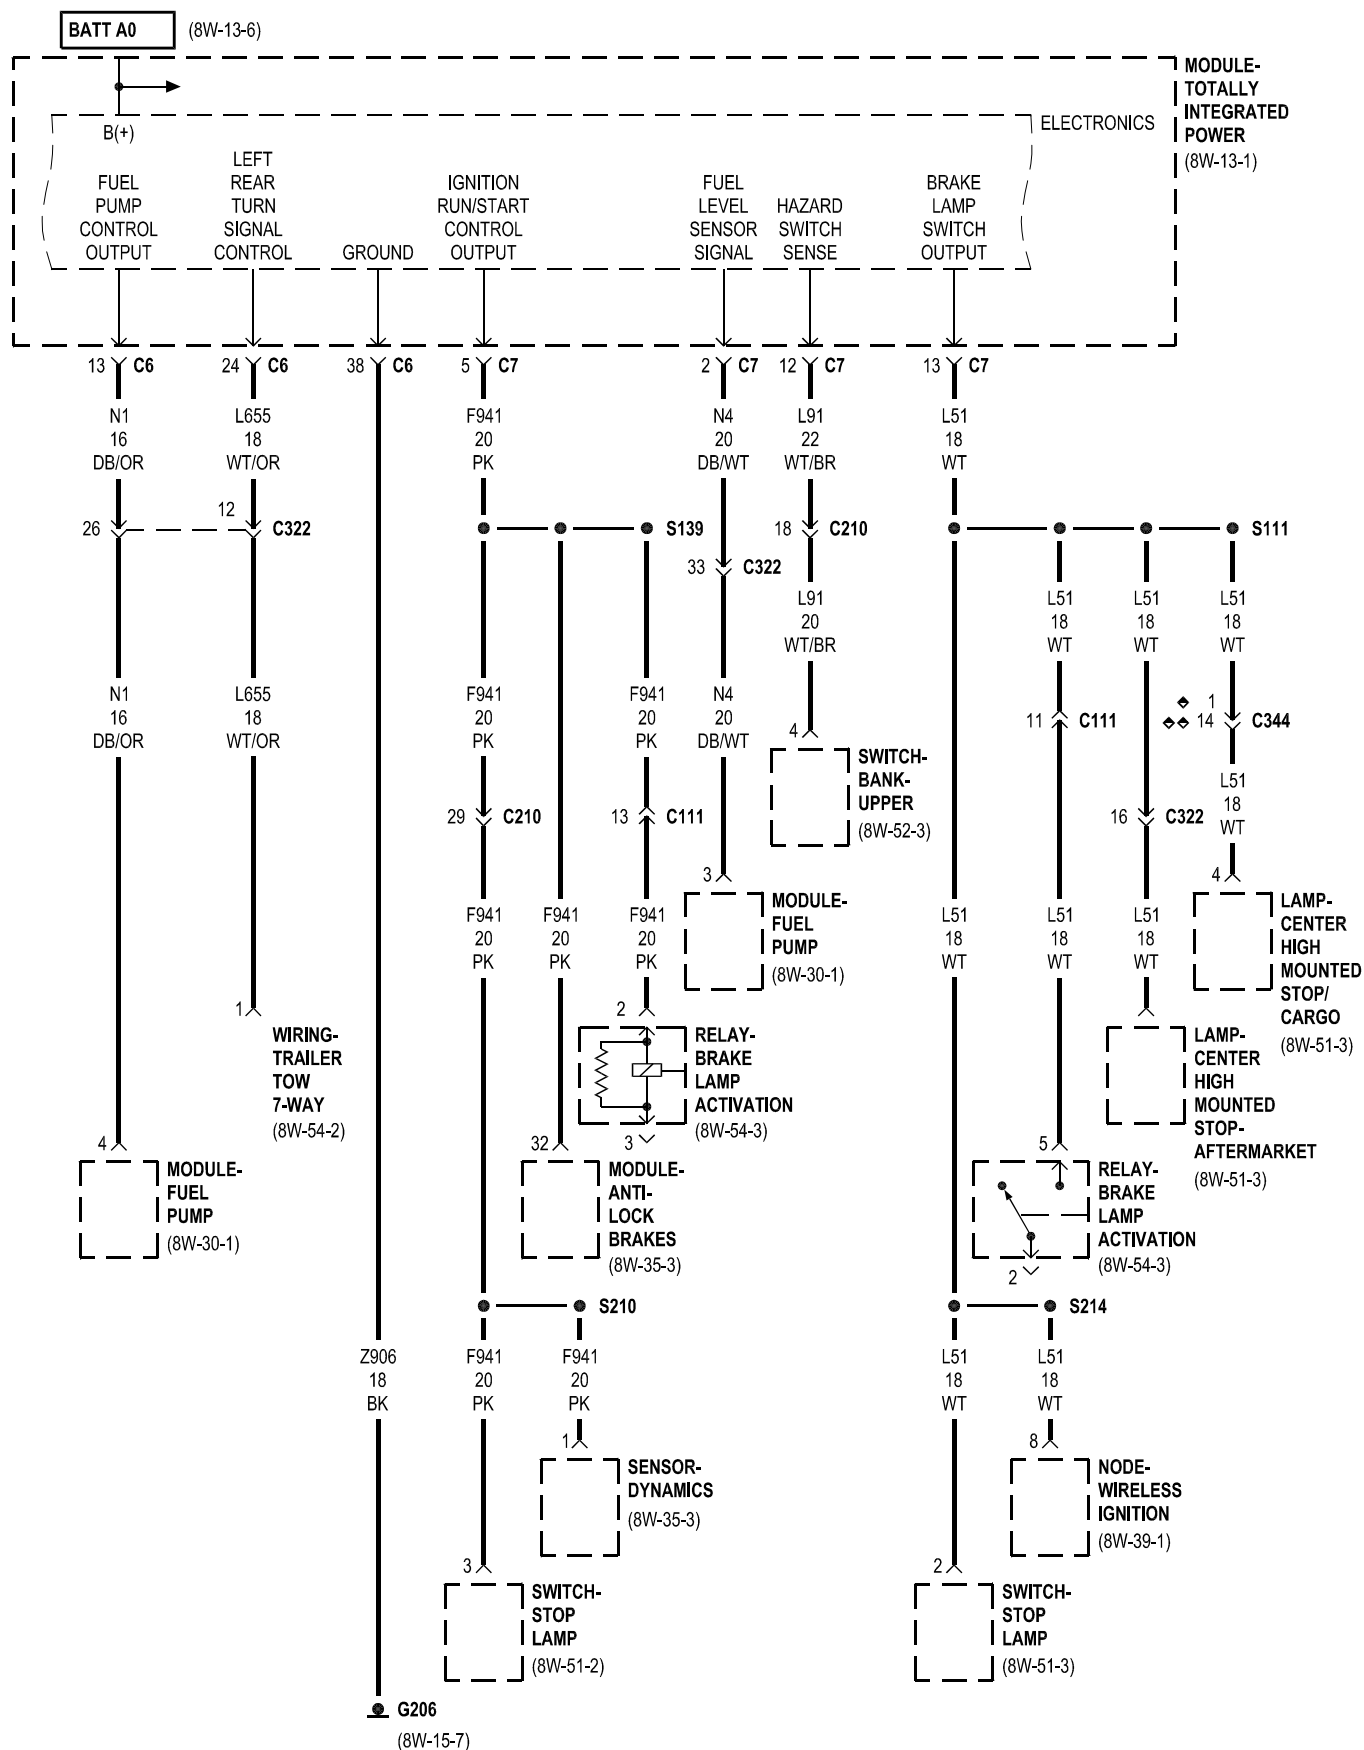 BATT A0 (8W-13-6)
MODULE-
TOTALLY
INTEGRATED
POWER
(8W-13-1)
ELECTRONICS
B(+)
FUEL
PUMP
CONTROL
OUTPUT
LEFT
REAR
TURN
SIGNAL
CONTROL
GROUND
IGNITION
RUN/START
CONTROL
OUTPUT
FUEL
LEVEL
SENSOR
SIGNAL
HAZARD
SWITCH
SENSE
BRAKE
LAMP
SWITCH
OUTPUT
13 C6
24 C6
38 C6
5 C7
2 C7
12 C7
13 C7
N1
16
DB/OR
L655
18
WT/OR
F941
20
PK
N4
20
DB/WT
L91
22
WT/BR
L51
18
WT
26
12
C322
S139
33 C322
18 C210
S111
L91
20
WT/BR
L51
18
WT
L51
18
WT
L51
18
WT
N1
16
DB/OR
L655
18
WT/OR
F941
20
PK
F941
20
PK
N4
20
DB/WT
4
SWITCH-
BANK-
UPPER
(8W-52-3)
11 C111
1
14 C344
L51
18
WT
29 C210
13 C111
16 C322
3
MODULE-
FUEL
PUMP
(8W-30-1)
4
LAMP-
CENTER
HIGH
MOUNTED
STOP/
CARGO
(8W-51-3)
F941
20
PK
F941
20
PK
F941
20
PK
L51
18
WT
L51
18
WT
L51
18
WT
1
WIRING-
TRAILER
TOW
7-WAY
(8W-54-2)
2
RELAY-
BRAKE
LAMP
ACTIVATION
(8W-54-3)
3
LAMP-
CENTER
HIGH
MOUNTED
STOP-
AFTERMARKET
(8W-51-3)
4
MODULE-
FUEL
PUMP
(8W-30-1)
32
MODULE-
ANTI-
LOCK
BRAKES
(8W-35-3)
5
RELAY-
BRAKE
LAMP
ACTIVATION
(8W-54-3)
2
S210
S214
Z906
18
BK
F941
20
PK
F941
20
PK
L51
18
WT
L51
18
WT
1
SENSOR-
DYNAMICS
(8W-35-3)
8
NODE-
WIRELESS
IGNITION
(8W-39-1)
3
SWITCH-
STOP
LAMP
(8W-51-2)
2
SWITCH-
STOP
LAMP
(8W-51-3)
G206
(8W-15-7)